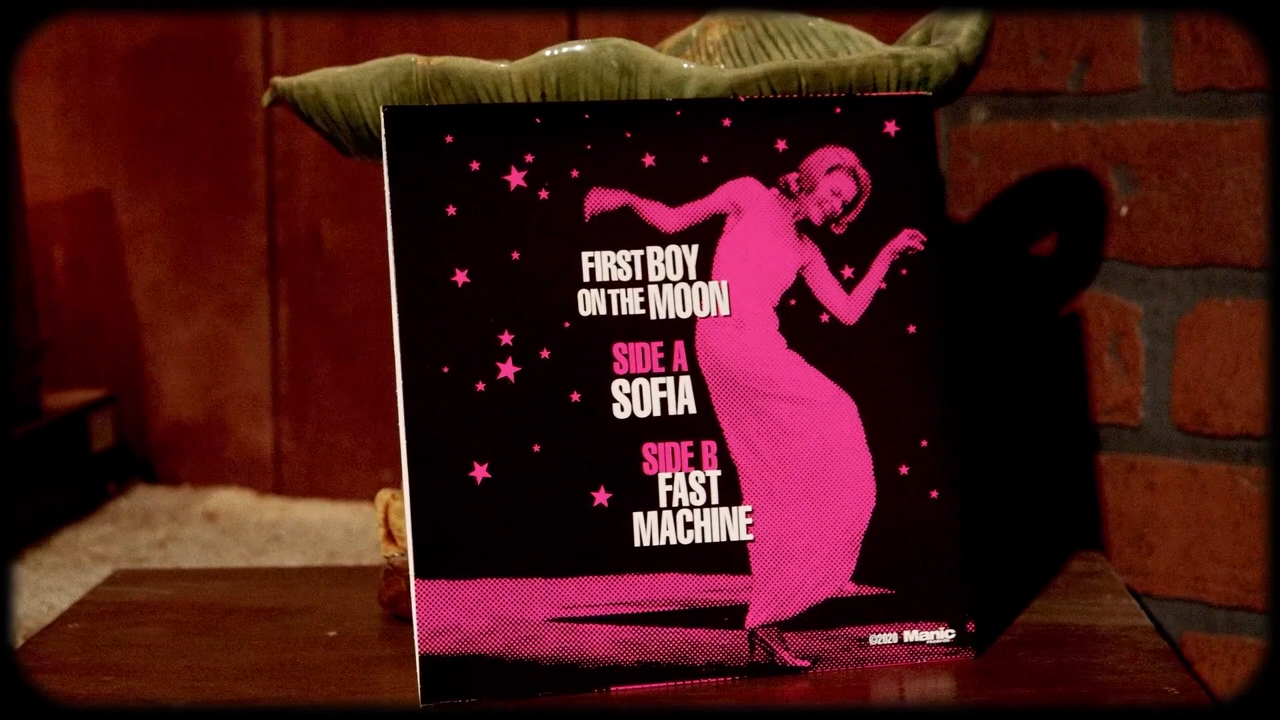 FIRST BOY
ON THE MOON
SIDE A
SOFIA
SIDE B
FAST
MACHINE
©2020 Manic